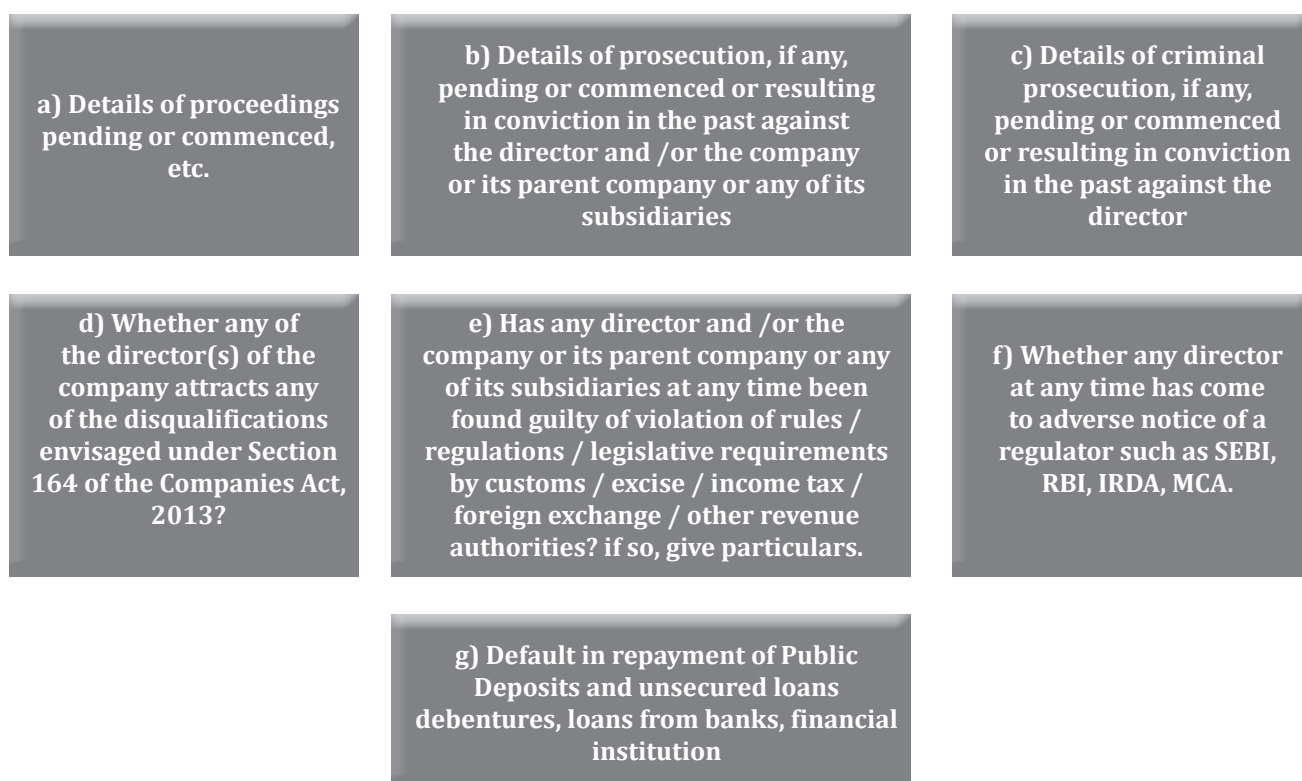 a) Details of proceedings
pending or commenced,
etc.
b) Details of prosecution, if any,
pending or commenced or resulting
in conviction in the past against
the director and /or the company
or its parent company or any of its
subsidiaries
c) Details of criminal
prosecution, if any,
pending or commenced
or resulting in conviction
in the past against the
director
d) Whether any of
the director(s) of the
company attracts any
of the disqualifications
envisaged under Section
164 of the Companies Act,
2013?
e) Has any director and /or the
company or its parent company or any
of its subsidiaries at any time been
found guilty of violation of rules /
regulations / legislative requirements
by customs / excise / income tax /
foreign exchange / other revenue
authorities? if so, give particulars.
f) Whether any director
at any time has come
to adverse notice of a
regulator such as SEBI,
RBI, IRDA, MCA.
g) Default in repayment of Public
Deposits and unsecured loans
debentures, loans from banks, financial
institution